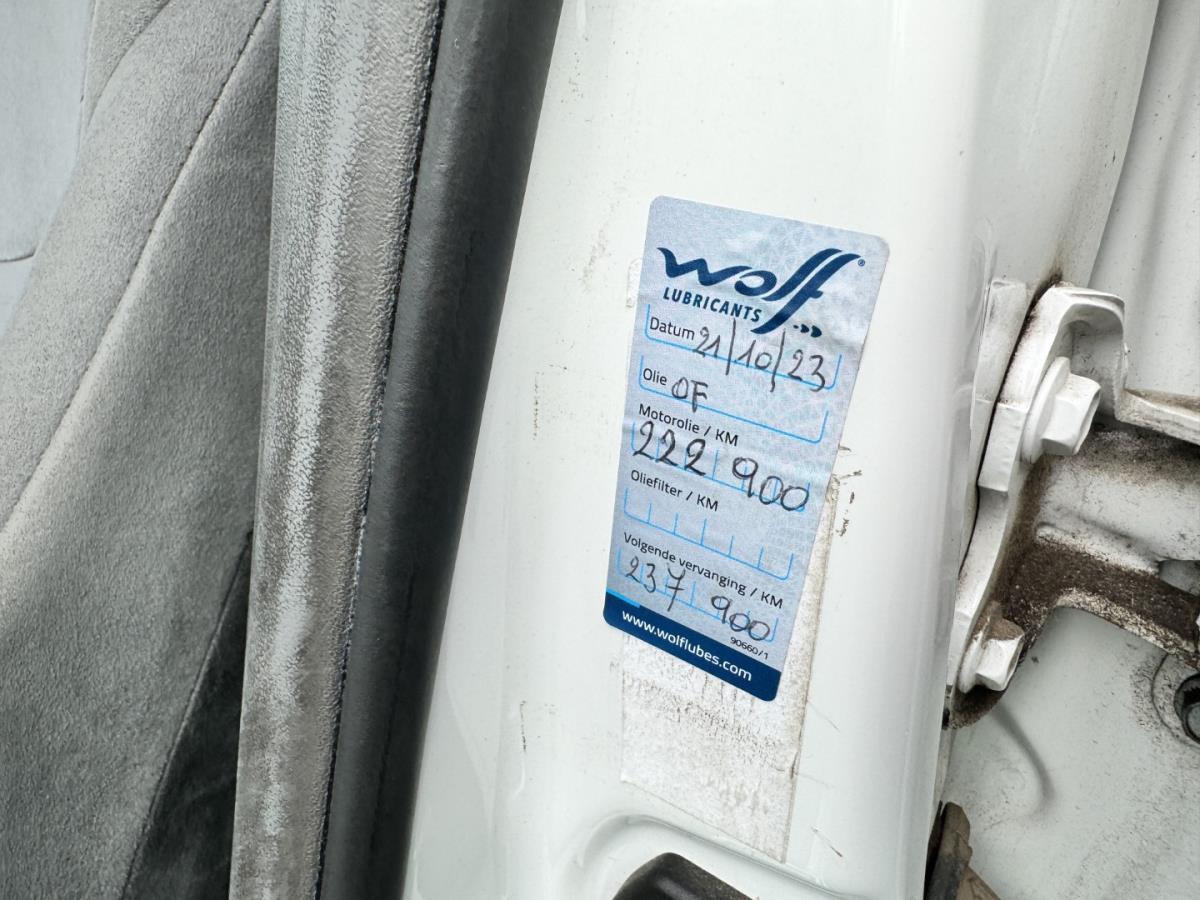 wolf®
LUBRICANTS
Datum 21/10/23
Olie OF
Motorolie / KM
222 900
Oliefilter / KM
Volgende vervanging / KM
237 900
90660/1
www.wolflubes.com